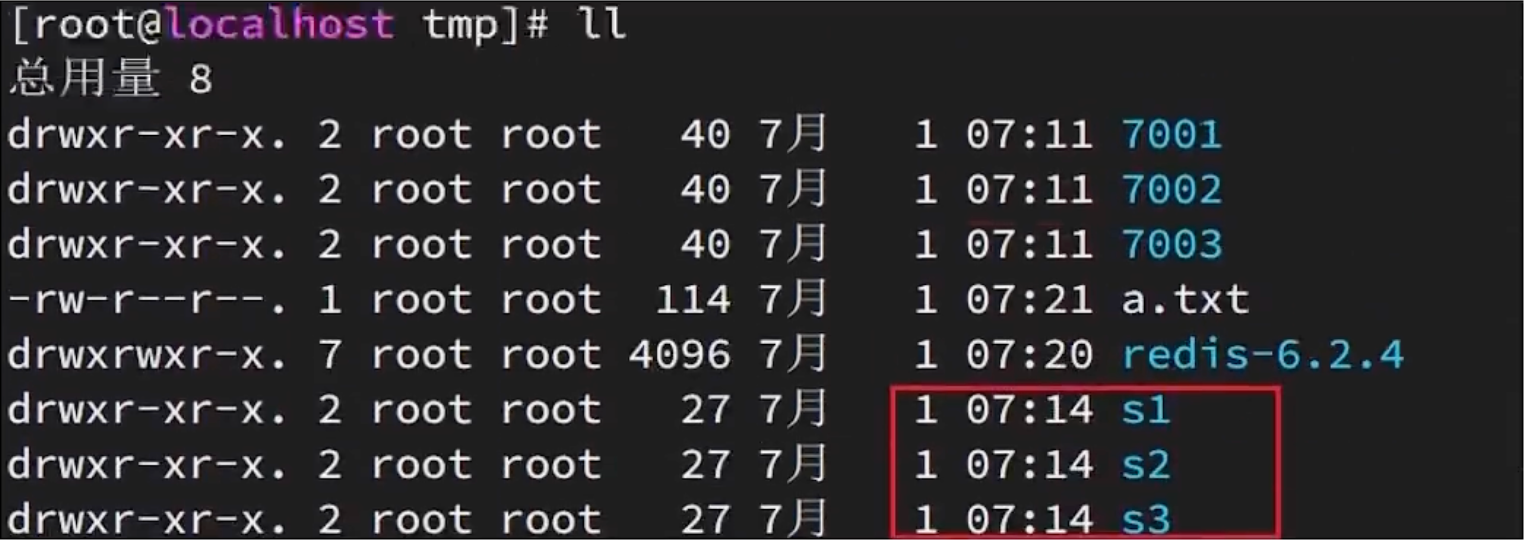 [root@localhost tmp]# ll
总用量 8
drwxr-xr-x. 2 root root   40 7月   1 07:11 7001
drwxr-xr-x. 2 root root   40 7月   1 07:11 7002
drwxr-xr-x. 2 root root   40 7月   1 07:11 7003
-rw-r--r--. 1 root root  114 7月   1 07:21 a.txt
drwxrwxr-x. 7 root root 4096 7月   1 07:20 redis-6.2.4
drwxr-xr-x. 2 root root   27 7月   1 07:14 s1
drwxr-xr-x. 2 root root   27 7月   1 07:14 s2
drwxr-xr-x. 2 root root   27 7月   1 07:14 s3